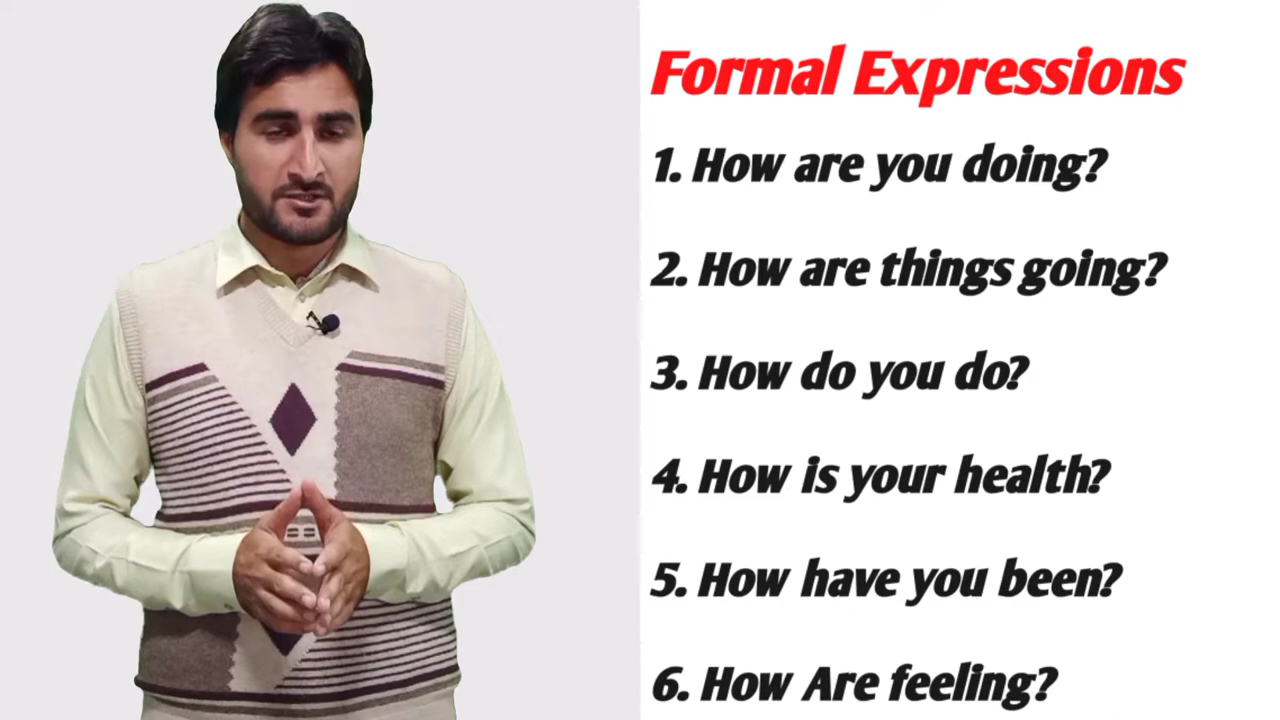 Formal Expressions
1. How are you doing?
2. How are things going?
3. How do you do?
4. How is your health?
5. How have you been?
6. How Are feeling?